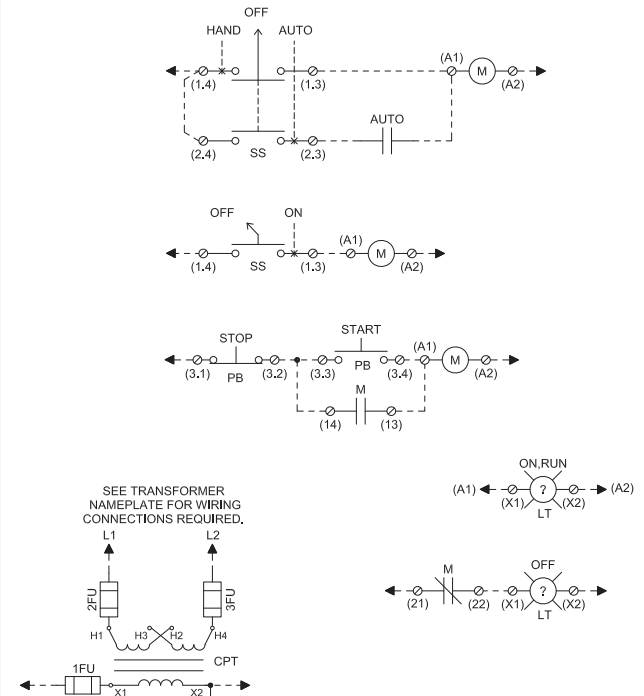 OFF
HAND AUTO
(A1)
M
(1.4) (1.3) (A2)
AUTO
(2.4) SS (2.3)
OFF ON
(A1)
M
(1.4) SS (1.3) (A2)
STOP START (A1)
M
(3.1) PB (3.2) (3.3) PB (3.4) (A2)
M
(14) (13)
ON,RUN
(A1) ? (A2)
(X1) LT (X2)
SEE TRANSFORMER
NAMEPLATE FOR WIRING
CONNECTIONS REQUIRED.
L1 L2
M OFF
?
(21) (22) (X1) LT (X2)
2FU 3FU
H1 H3 H2 H4
CPT
1FU
X1 X2